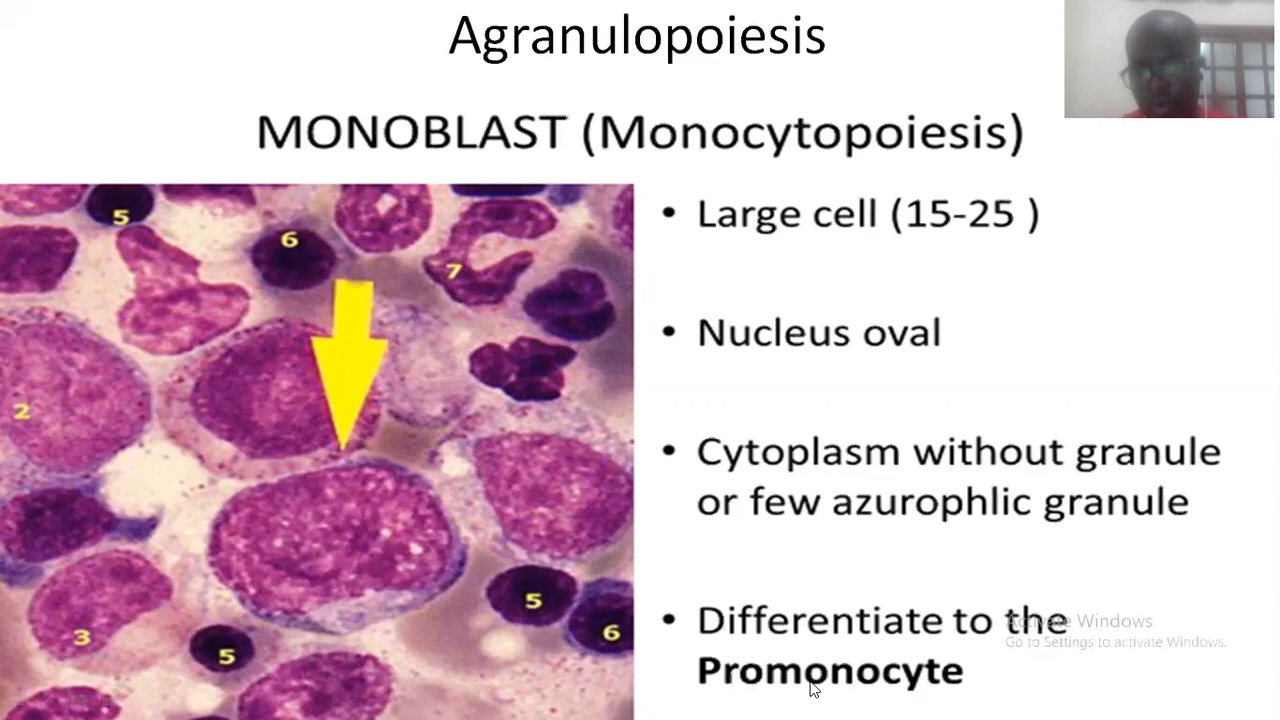 Agranulopoiesis
MONOBLAST (Monocytopoiesis)
• Large cell (15-25 )
• Nucleus oval
• Cytoplasm without granule
or few azurophlic granule
• Differentiate to the
Promonocyte
Activate Windows
Go to Settings to activate Windows.
5
6
7
2
5
6
3
5